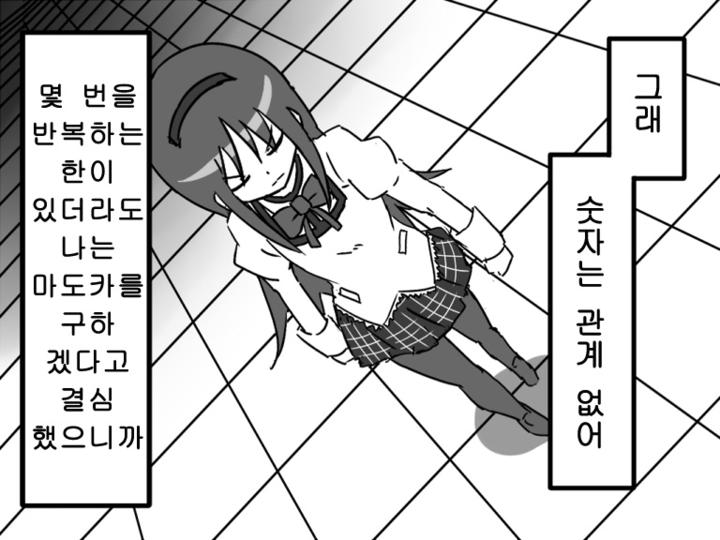 그래
숫자는 관계 없어
몇 번을
반복하는
한이
있더라도
나는
마도카를
구하
겠다고
결심
했으니까